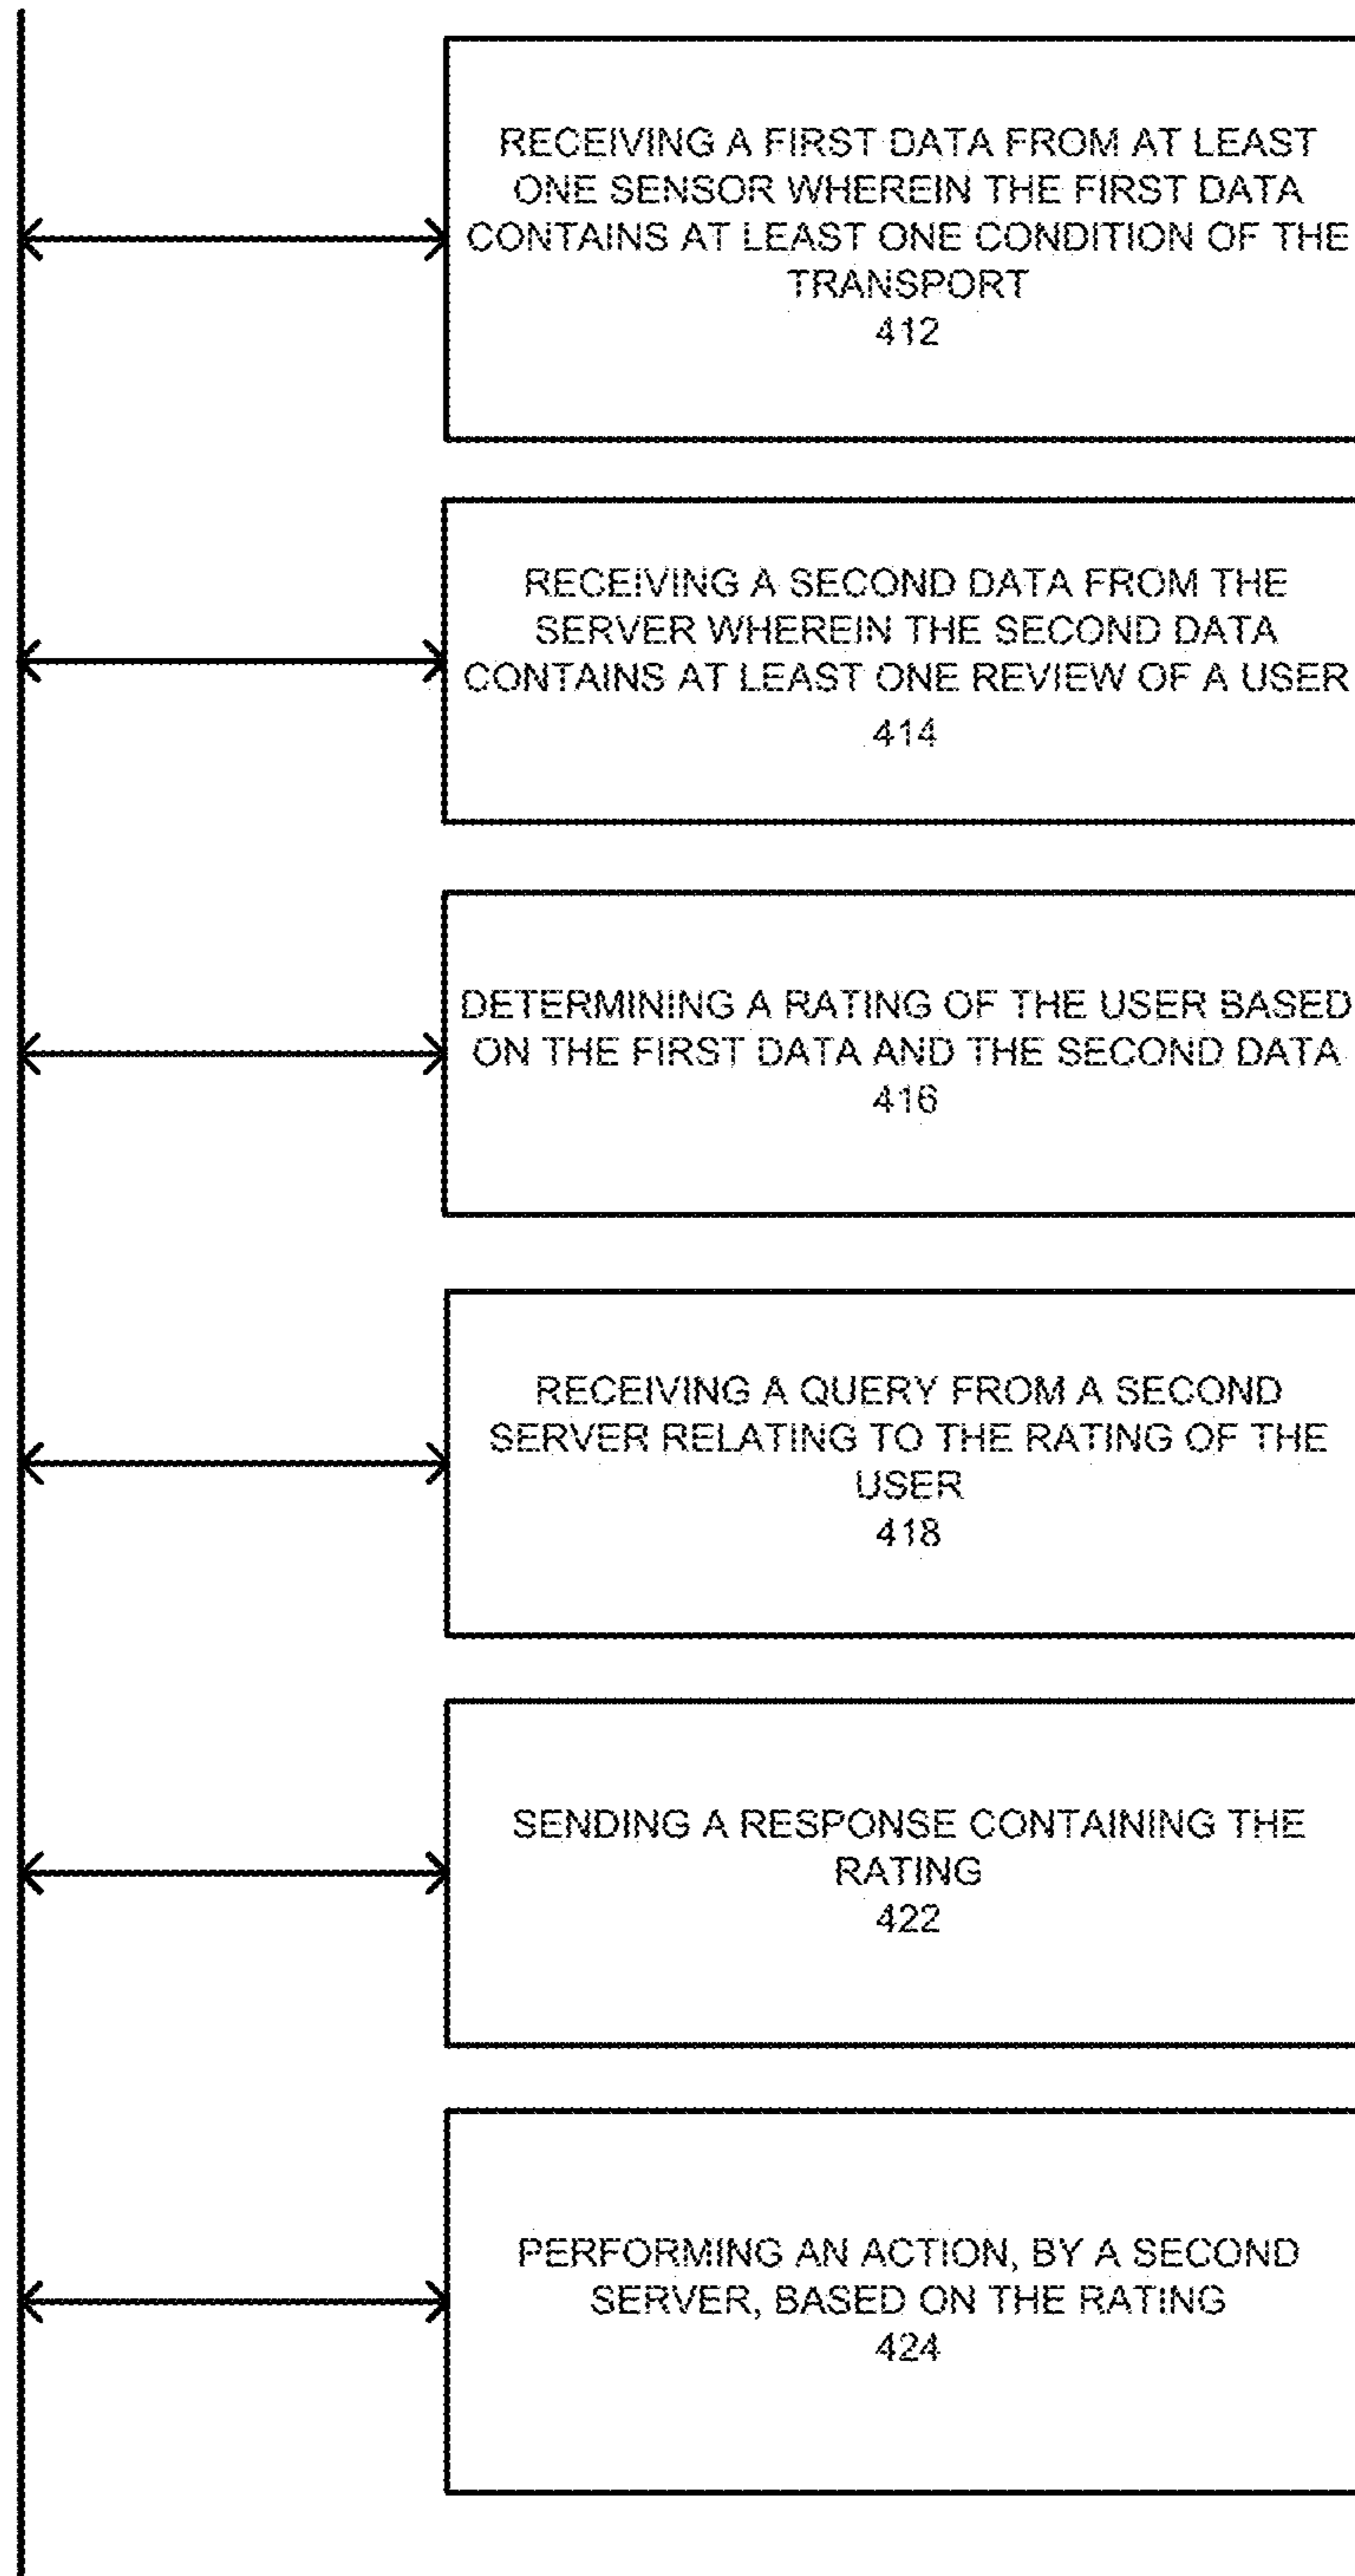 RECEIVING A FIRST DATA FROM AT LEAST
ONE SENSOR WHEREIN THE FIRST DATA
CONTAINS AT LEAST ONE CONDITION OF THE
TRANSPORT
412
RECEIVING A SECOND DATA FROM THE
SERVER WHEREIN THE SECOND DATA
CONTAINS AT LEAST ONE REVIEW OF A USER
414
DETERMINING A RATING OF THE USER BASED
ON THE FIRST DATA AND THE SECOND DATA
416
RECEIVING A QUERY FROM A SECOND
SERVER RELATING TO THE RATING OF THE
USER
418
SENDING A RESPONSE CONTAINING THE
RATING
422
PERFORMING AN ACTION, BY A SECOND
SERVER, BASED ON THE RATING
424